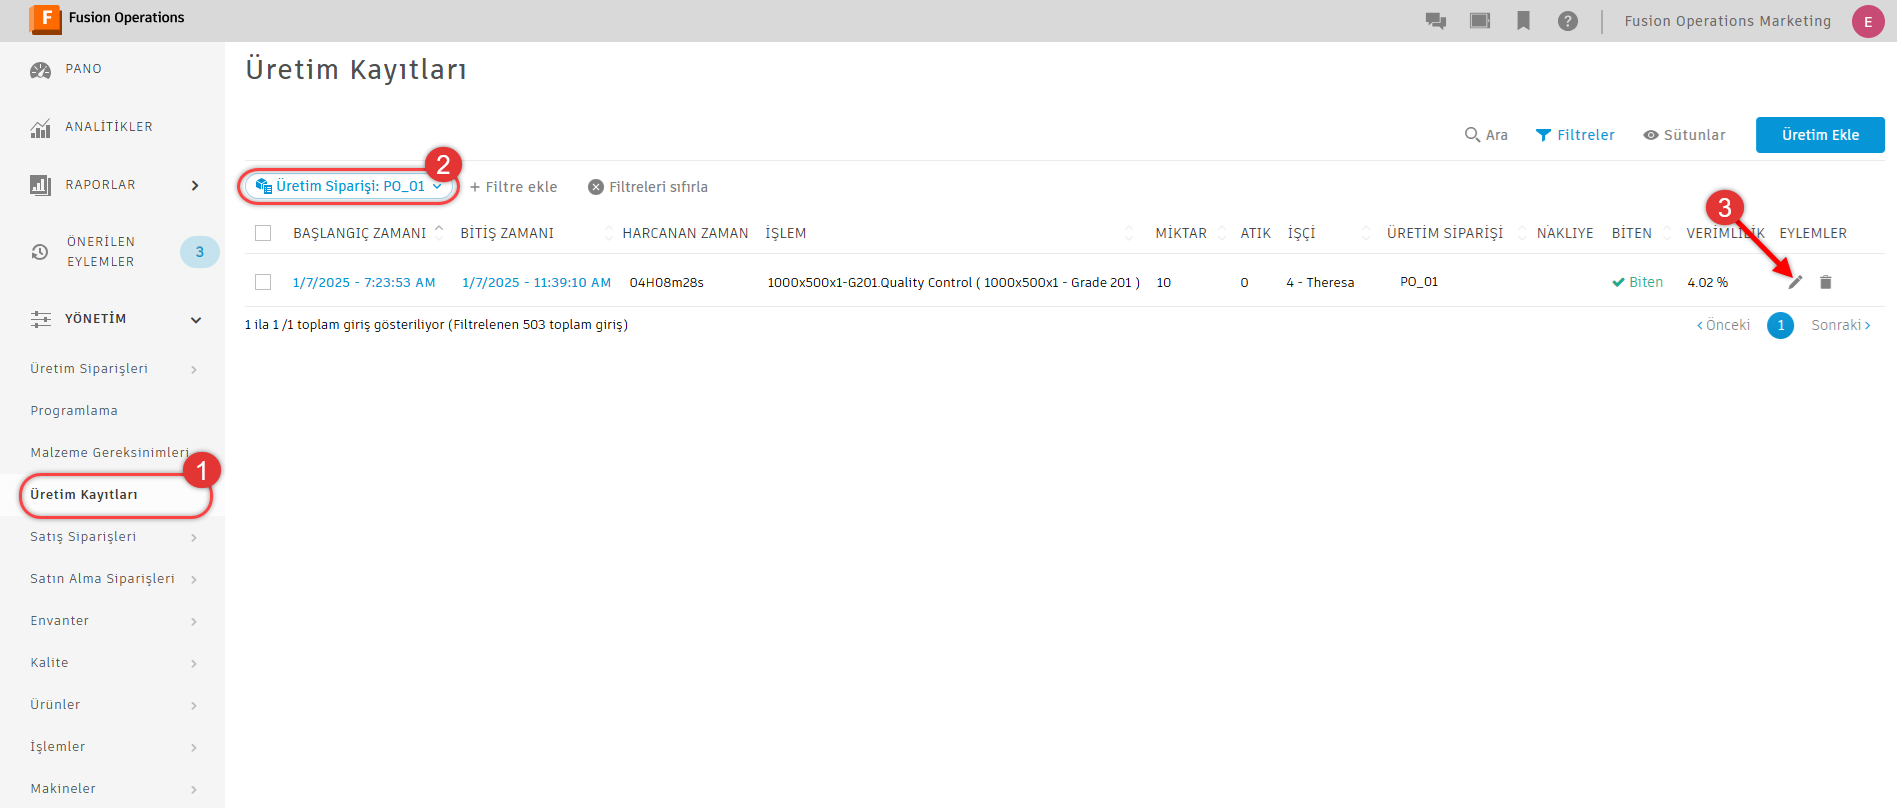 F Fusion Operations
? Fusion Operations Marketing E
PANO
ANALİTİKLER
RAPORLAR
ÖNERİLEN
EYLEMLER
3
YÖNETİM
Üretim Siparişleri
Programlama
Malzeme Gereksinimleri
1
Üretim Kayıtları
Satış Siparişleri
Satın Alma Siparişleri
Envanter
Kalite
Ürünler
İşlemler
Makineler
Üretim Kayıtları
Ara Filtreler Sütunlar Üretim Ekle
2
Üretim Siparişi: PO_01 + Filtre ekle Filtreleri sıfırla
3
BAŞLANGIÇ ZAMANI BİTİŞ ZAMANI HARCANAN ZAMAN İŞLEM MİKTAR ATIK İŞÇİ ÜRETİM SİPARİŞİ NAKLIYE BİTEN VERİMLİLİK EYLEMLER
1/7/2025 - 7:23:53 AM 1/7/2025 - 11:39:10 AM 04H08m28s 1000x500x1-G201.Quality Control ( 1000x500x1 - Grade 201 ) 10 0 4 - Theresa PO_01 Biten 4.02 %
1 ila 1 /1 toplam giriş gösteriliyor (Filtrelenen 503 toplam giriş)
Önceki 1 Sonraki